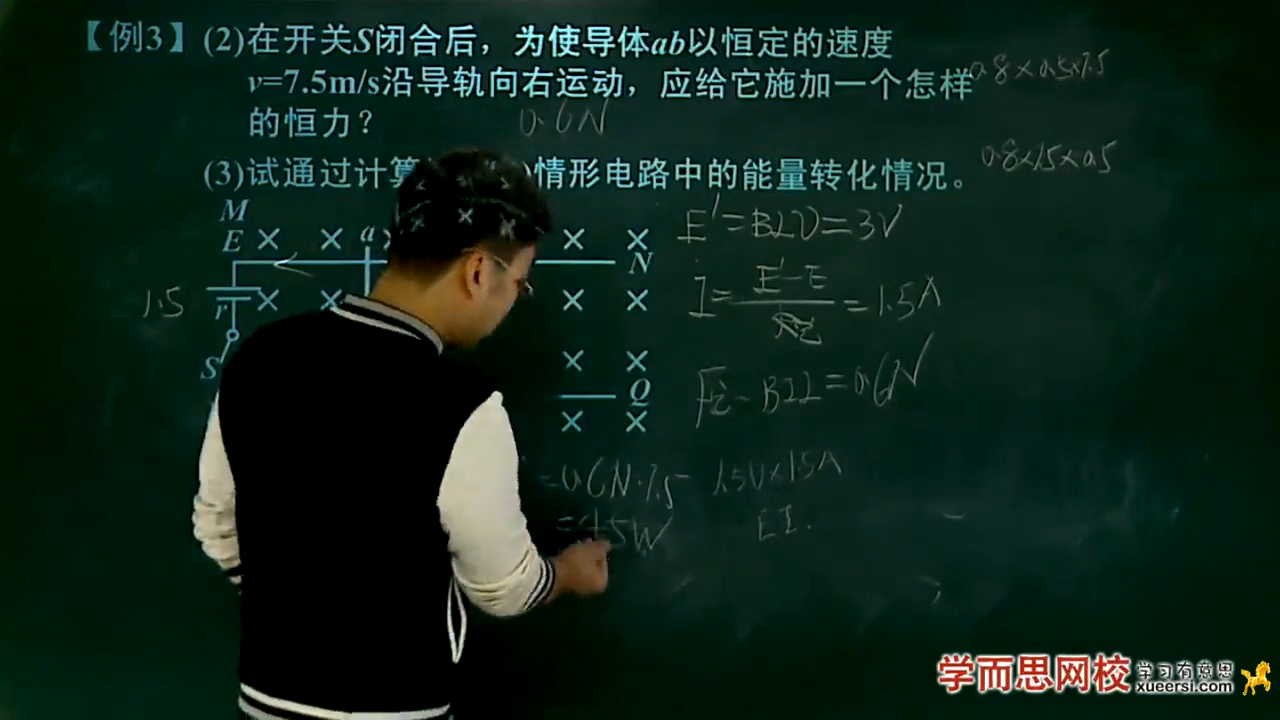 【例3】(2)在开关S闭合后，为使导体ab以恒定的速度
v=7.5m/s沿导轨向右运动，应给它施加一个怎样
的恒力？
0.6N
0.8×0.5×7.5
(3)试通过计算 情形电路中的能量转化情况。
0.8×1.5×0.5
M
E
a
N
1.5
r
S
Q
E'=BLV=3V
I=(E'-E)/ =1.5A
=BIL=0.6N
=0.6N·7.5
=4.5W
1.5V×1.5A
EI.
学而思网校
学习有意思
xueersi.com